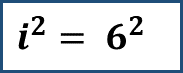 i² = 6²